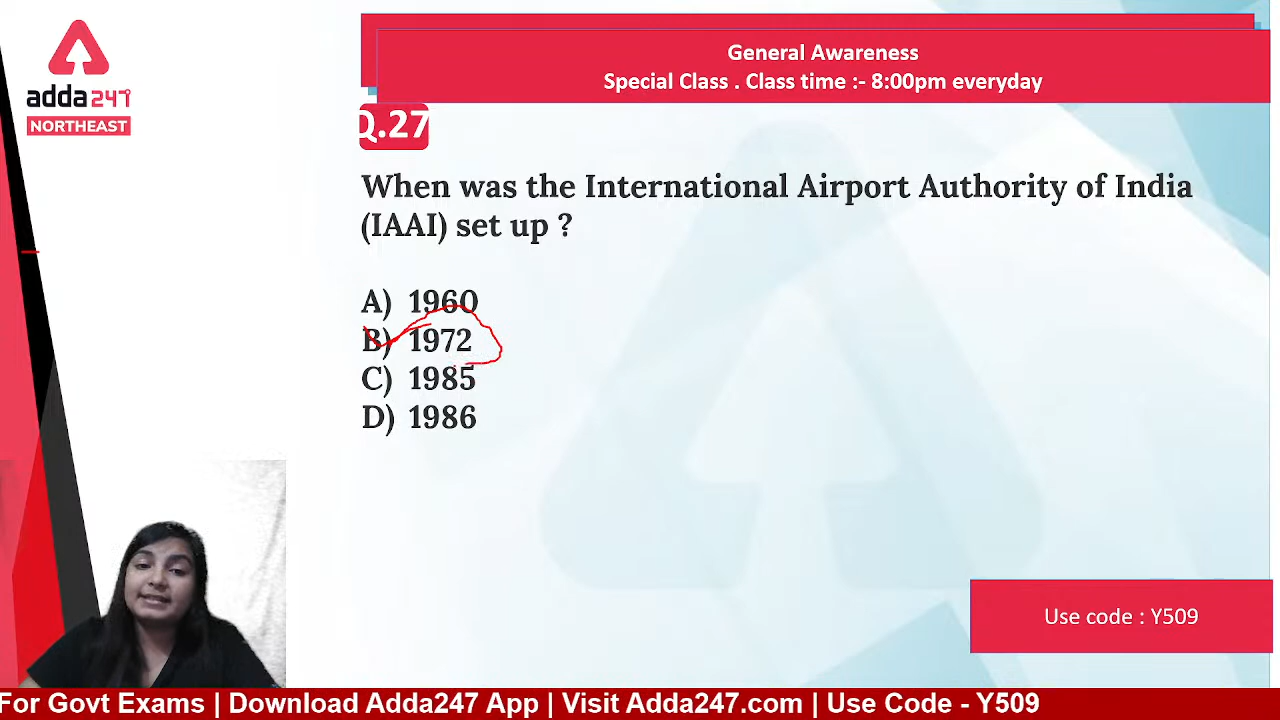 adda247
NORTHEAST
General Awareness
Special Class . Class time :- 8:00pm everyday
Q.27
When was the International Airport Authority of India
(IAAI) set up ?
A) 1960
B) 1972
C) 1985
D) 1986
Use code : Y509
For Govt Exams | Download Adda247 App | Visit Adda247.com | Use Code - Y509